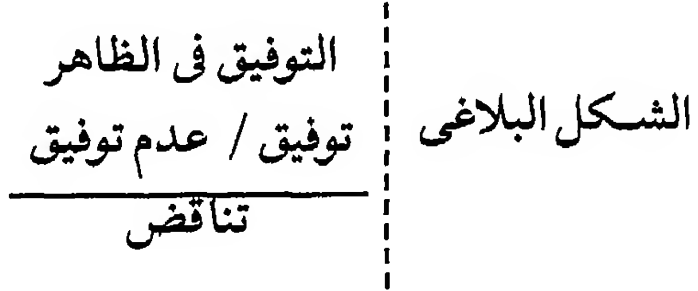 الشكل البلاغى
التوفيق فى الظاهر
توفيق / عدم توفيق
تناقض